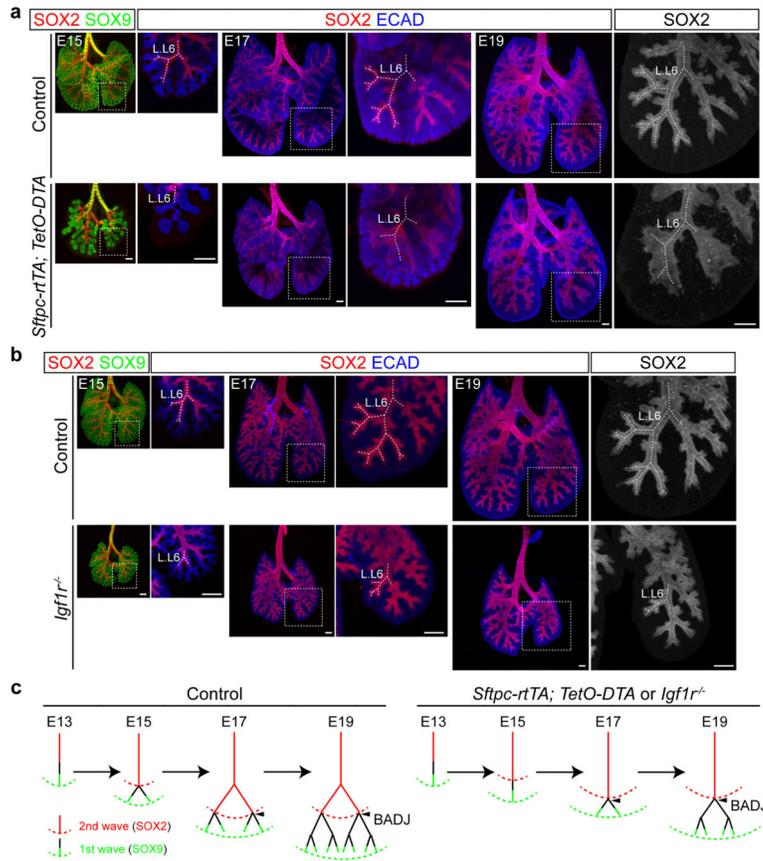 a
SOX2 SOX9
SOX2 ECAD
SOX2
Control
E15
L.L6
E17
L.L6
E19
L.L6
Sftpc-rtTA; TetO-DTA
L.L6
L.L6
L.L6
b
SOX2 SOX9
SOX2 ECAD
SOX2
Control
E15
L.L6
E17
L.L6
E19
L.L6
Igf1r-/-
L.L6
L.L6
L.L6
c
Control
Sftpc-rtTA; TetO-DTA or Igf1r-/-
E13 E15 E17 E19
E13 E15 E17 E19
BADJ
BADJ
2nd wave (SOX2)
1st wave (SOX9)